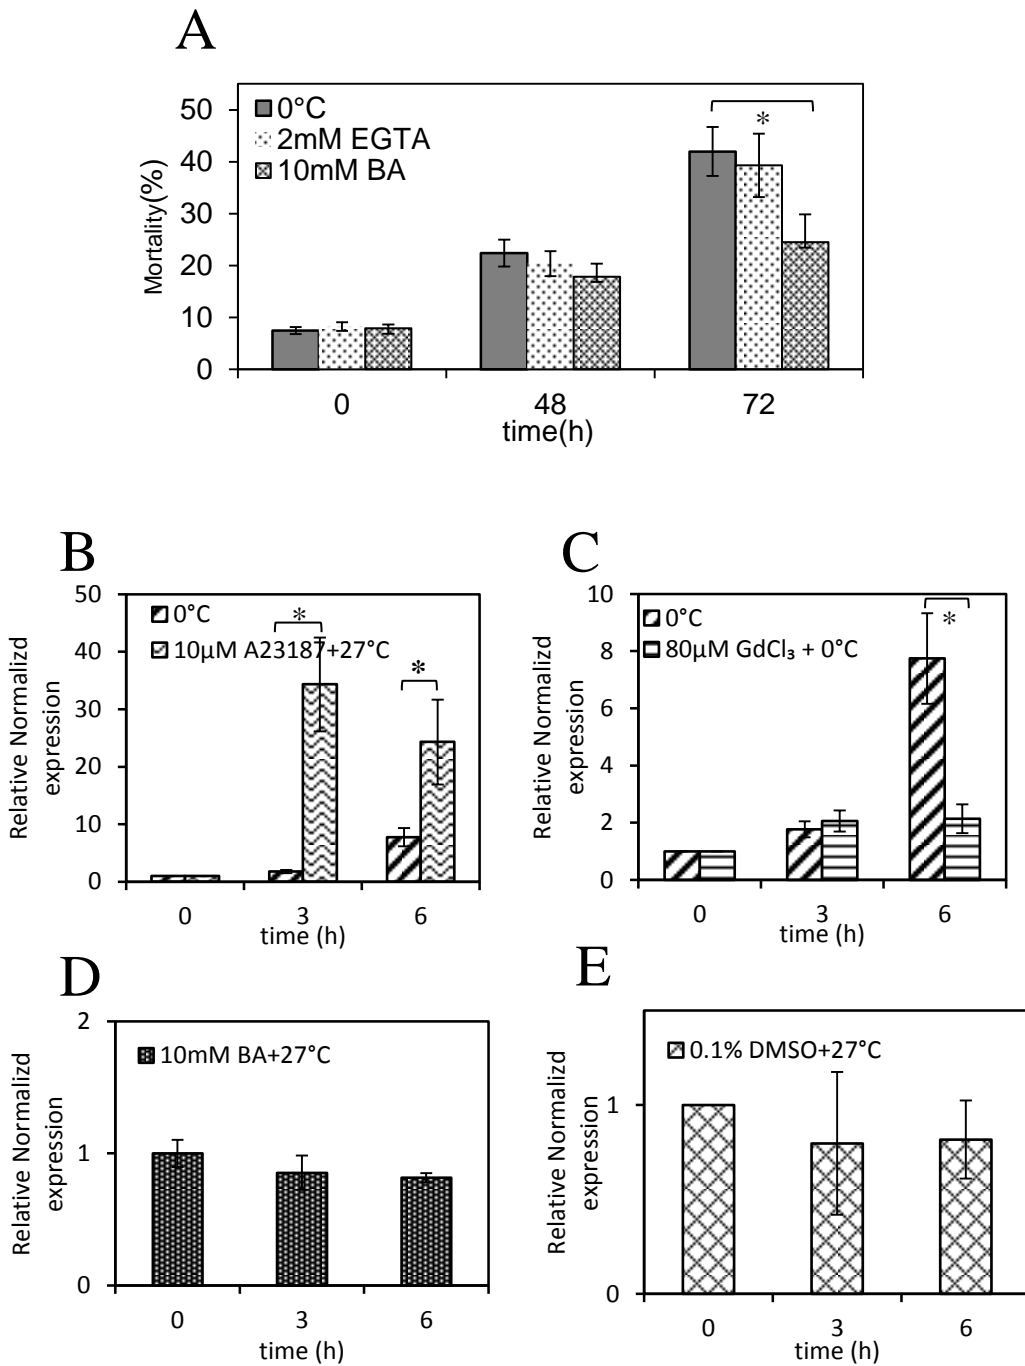 A
50
40
30
20
10
0
Mortality(%)
0°C
2mM EGTA
10mM BA
*
0 48 72
time(h)
B
50
40
30
20
10
0
Relative Normalizd
expression
0°C
10µM A23187+27°C
*
*
0 3 6
time (h)
C
10
8
6
4
2
0
Relative Normalizd
expression
0°C
80µM GdCl₃ + 0°C
*
0 3 6
time (h)
D
2
1
0
Relative Normalizd
expression
10mM BA+27°C
0 3 6
time (h)
E
1
0
Relative Normalizd
expression
0.1% DMSO+27°C
0 3 6
time (h)